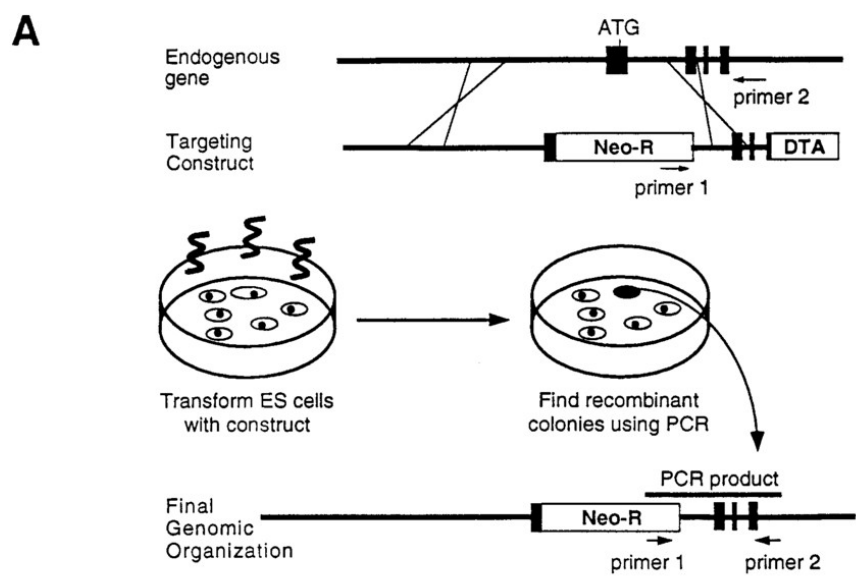 A
ATG
Endogenous
gene
primer 2
Targeting
Construct
Neo-R
DTA
primer 1
Transform ES cells
with construct
Find recombinant
colonies using PCR
PCR product
Final
Genomic
Organization
Neo-R
primer 1
primer 2